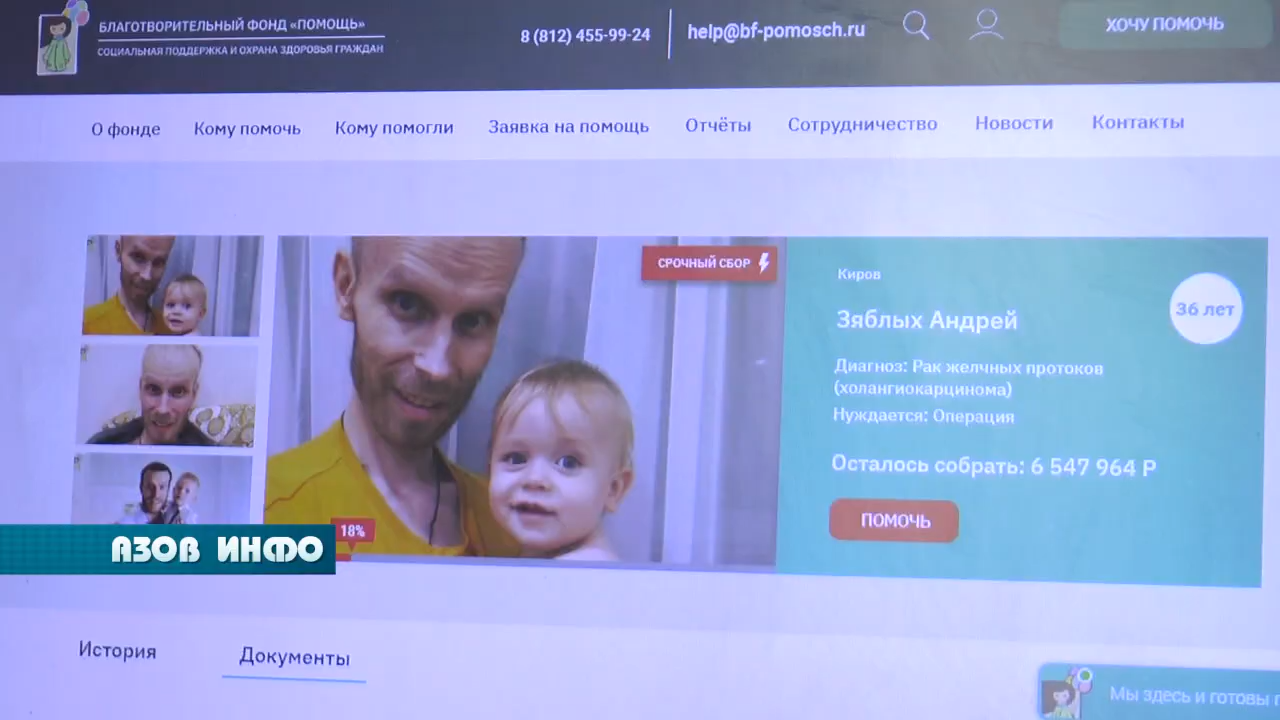 БЛАГОТВОРИТЕЛЬНЫЙ ФОНД «ПОМОЩЬ»
СОЦИАЛЬНАЯ ПОДДЕРЖКА И ОХРАНА ЗДОРОВЬЯ ГРАЖДАН
8 (812) 455-99-24
help@bf-pomosch.ru
ХОЧУ ПОМОЧЬ
О фонде Кому помочь Кому помогли Заявка на помощь Отчёты Сотрудничество Новости Контакты
СРОЧНЫЙ СБОР
Киров
Зяблых Андрей
36 лет
Диагноз: Рак желчных протоков
(холангиокарцинома)
Нуждается: Операция
Осталось собрать: 6 547 964 Р
ПОМОЧЬ
18%
АЗОВ ИНФО
История Документы
Мы здесь и готовы